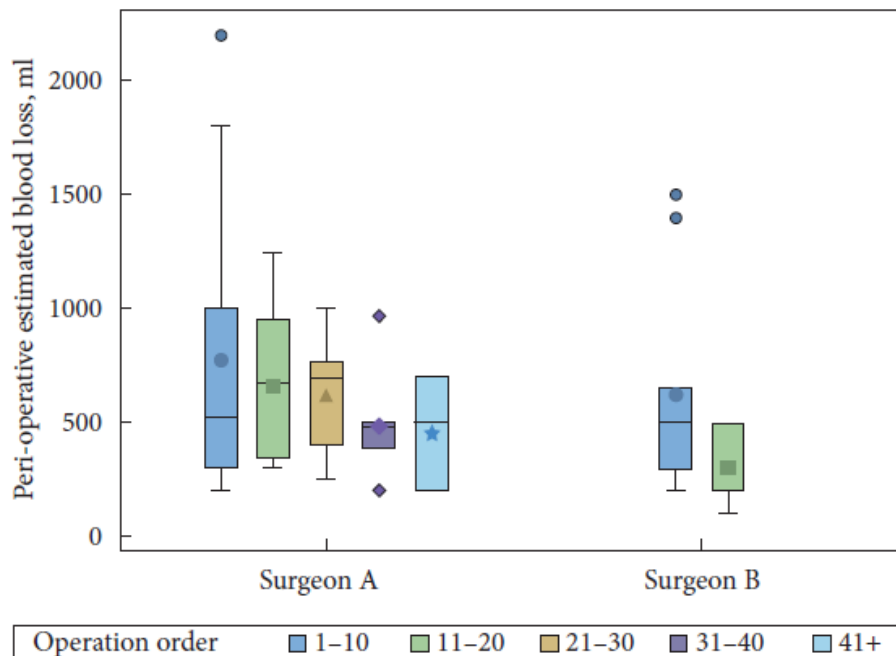 Peri-operative estimated blood loss, ml
2000
1500
1000
500
0
Surgeon A Surgeon B
Operation order 1–10 11–20 21–30 31–40 41+